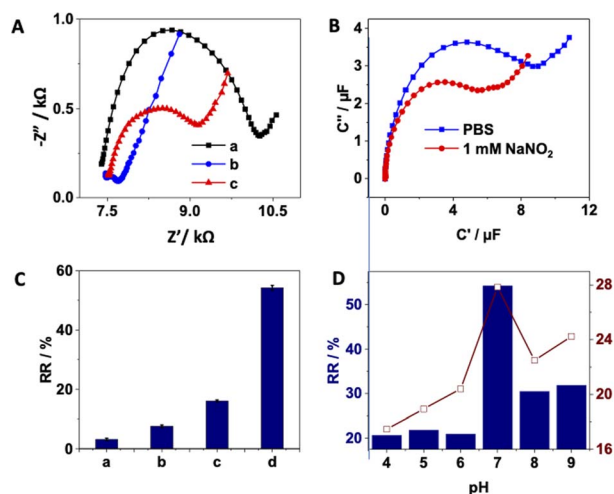 A
-Z″ / kΩ
1.0
0.5
0.0
a
b
c
7.5 9.0 10.5
Z′/ kΩ
B
C″ / µF
4
3
2
1
0
PBS
1 mM NaNO₂
0 4 8 12
C′ / µF
C
RR / %
60
40
20
0
a b c d
D
RR / %
50
40
30
20
28
24
20
16
4 5 6 7 8 9
pH